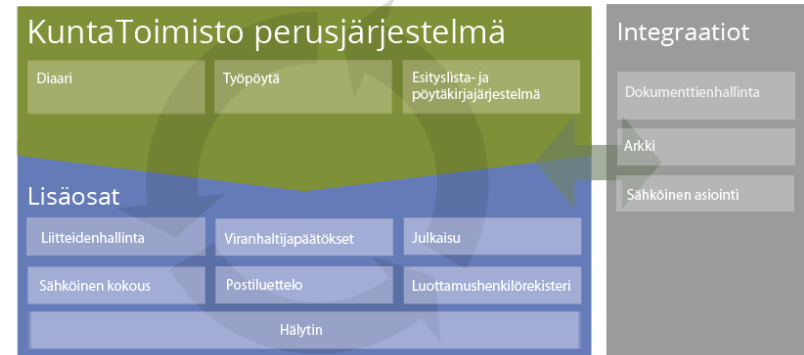 KuntaToimisto perusjärjestelmä
Diaari
Työpöytä
Esityslista- ja
pöytäkirjajärjestelmä
Lisäosat
Liitteidenhallinta
Viranhaltijapäätökset
Julkaisu
Sähköinen kokous
Postiluettelo
Luottamushenkilörekisteri
Hälytin
Integraatiot
Dokumenttienhallinta
Arkki
Sähköinen asiointi